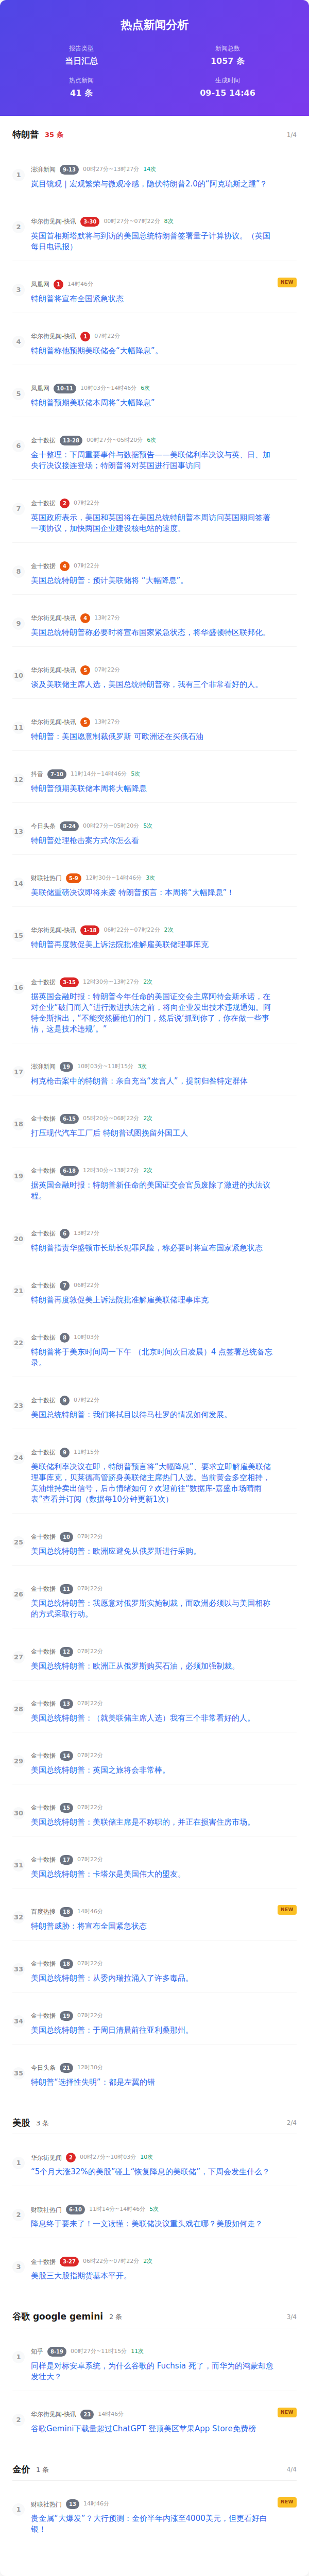 热点新闻分析
报告类型
当日汇总
新闻总数
1057 条
热点新闻
41 条
生成时间
09-15 14:46
特朗普 35 条 1/4
1
澎湃新闻 9-13 00时27分~13时27分 14次
岚目镜观｜宏观繁荣与微观冷感，隐伏特朗普2.0的“阿克琉斯之踵”？
2
华尔街见闻-快讯 3-30 00时27分~07时22分 8次
英国首相斯塔默将与到访的美国总统特朗普签署量子计算协议。（英国
每日电讯报）
3
凤凰网 1 14时46分 NEW
特朗普将宣布全国紧急状态
4
华尔街见闻-快讯 1 07时22分
特朗普称他预期美联储会“大幅降息”。
5
凤凰网 10-11 10时03分~14时46分 6次
特朗普预期美联储本周将“大幅降息”
6
金十数据 13-28 00时27分~05时20分 6次
金十整理：下周重要事件与数据预告——美联储利率决议与英、日、加
央行决议接连登场；特朗普将对英国进行国事访问
7
金十数据 2 07时22分
英国政府表示，美国和英国将在美国总统特朗普本周访问英国期间签署
一项协议，加快两国企业建设核电站的速度。
8
金十数据 4 07时22分
美国总统特朗普：预计美联储将 “大幅降息”。
9
华尔街见闻-快讯 4 13时27分
美国总统特朗普称必要时将宣布国家紧急状态，将华盛顿特区联邦化。
10
华尔街见闻-快讯 5 07时22分
谈及美联储主席人选，美国总统特朗普称，我有三个非常看好的人。
11
华尔街见闻-快讯 5 13时27分
特朗普：美国愿意制裁俄罗斯 可欧洲还在买俄石油
12
抖音 7-10 11时14分~14时46分 5次
特朗普预期美联储本周将大幅降息
13
今日头条 8-24 00时27分~05时20分 5次
特朗普处理枪击案方式你怎么看
14
财联社热门 5-9 12时30分~14时46分 3次
美联储重磅决议即将来袭 特朗普预言：本周将“大幅降息”！
15
华尔街见闻-快讯 1-18 06时22分~07时22分 2次
特朗普再度敦促美上诉法院批准解雇美联储理事库克
16
金十数据 3-15 12时30分~13时27分 2次
据英国金融时报：特朗普今年任命的美国证交会主席阿特金斯承诺，在
对企业“破门而入”进行激进执法之前，将向企业发出技术违规通知。阿
特金斯指出，“不能突然砸他们的门，然后说‘抓到你了，你在做一些事
情，这是技术违规’。”
17
澎湃新闻 19 10时03分~11时15分 3次
柯克枪击案中的特朗普：亲自充当“发言人”，提前归咎特定群体
18
金十数据 6-15 05时20分~06时22分 2次
打压现代汽车工厂后 特朗普试图挽留外国工人
19
金十数据 6-18 12时30分~13时27分 2次
据英国金融时报：特朗普新任命的美国证交会官员废除了激进的执法议
程。
20
金十数据 6 13时27分
特朗普指责华盛顿市长助长犯罪风险，称必要时将宣布国家紧急状态
21
金十数据 7 06时22分
特朗普再度敦促美上诉法院批准解雇美联储理事库克
22
金十数据 8 10时03分
特朗普将于美东时间周一下午 （北京时间次日凌晨）4 点签署总统备忘
录。
23
金十数据 9 07时22分
美国总统特朗普：我们将拭目以待马杜罗的情况如何发展。
24
金十数据 9 11时15分
美联储利率决议在即，特朗普预言将“大幅降息”、要求立即解雇美联储
理事库克，贝莱德高管跻身美联储主席热门人选。当前黄金多空相持，
美油维持卖出信号，后市情绪如何？欢迎前往“数据库-嘉盛市场晴雨
表”查看并订阅（数据每10分钟更新1次）
25
金十数据 10 07时22分
美国总统特朗普：欧洲应避免从俄罗斯进行采购。
26
金十数据 11 07时22分
美国总统特朗普：我愿意对俄罗斯实施制裁，而欧洲必须以与美国相称
的方式采取行动。
27
金十数据 12 07时22分
美国总统特朗普：欧洲正从俄罗斯购买石油，必须加强制裁。
28
金十数据 13 07时22分
美国总统特朗普：（就美联储主席人选）我有三个非常看好的人。
29
金十数据 14 07时22分
美国总统特朗普：英国之旅将会非常棒。
30
金十数据 15 07时22分
美国总统特朗普：美联储主席是不称职的，并正在损害住房市场。
31
金十数据 17 07时22分
美国总统特朗普：卡塔尔是美国伟大的盟友。
32
百度热搜 18 14时46分 NEW
特朗普威胁：将宣布全国紧急状态
33
金十数据 18 07时22分
美国总统特朗普：从委内瑞拉涌入了许多毒品。
34
金十数据 19 07时22分
美国总统特朗普：于周日清晨前往亚利桑那州。
35
今日头条 21 12时30分
特朗普“选择性失明”：都是左翼的错
美股 3 条 2/4
1
华尔街见闻 2 00时27分~10时03分 10次
“5个月大涨32%的美股”碰上“恢复降息的美联储”，下周会发生什么？
2
财联社热门 6-10 11时14分~14时46分 5次
降息终于要来了！一文读懂：美联储决议重头戏在哪？美股如何走？
3
金十数据 3-27 06时22分~07时22分 2次
美股三大股指期货基本平开。
谷歌 google gemini 2 条 3/4
1
知乎 8-19 00时27分~11时15分 11次
同样是对标安卓系统，为什么谷歌的 Fuchsia 死了，而华为的鸿蒙却愈
发壮大？
2
华尔街见闻-快讯 23 14时46分 NEW
谷歌Gemini下载量超过ChatGPT 登顶美区苹果App Store免费榜
金价 1 条 4/4
1
财联社热门 13 14时46分 NEW
贵金属“大爆发”？大行预测：金价半年内涨至4000美元，但更看好白
银！